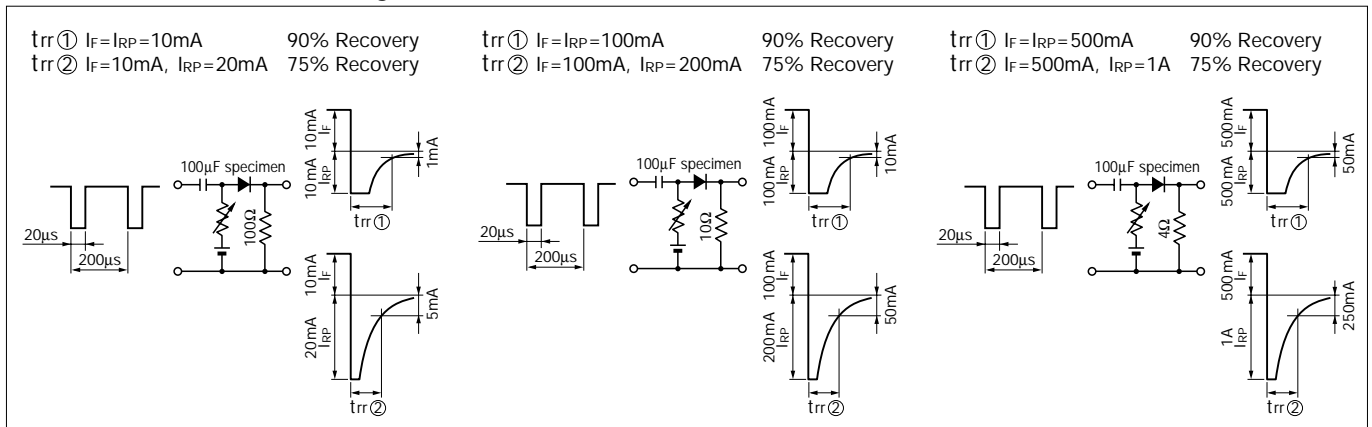 trr① IF=IRP=10mA 90% Recovery
trr② IF=10mA, IRP=20mA 75% Recovery
10mA
IF
10mA
IRP
1mA
100µF specimen
100Ω
20µs
200µs
trr①
10mA
IF
20mA
IRP
5mA
trr②
trr① IF=IRP=100mA 90% Recovery
trr② IF=100mA, IRP=200mA 75% Recovery
100mA
IF
100mA
IRP
10mA
100µF specimen
10Ω
20µs
200µs
trr①
100mA
IF
200mA
IRP
50mA
trr②
trr① IF=IRP=500mA 90% Recovery
trr② IF=500mA, IRP=1A 75% Recovery
500mA
IF
500mA
IRP
50mA
100µF specimen
4Ω
20µs
200µs
trr①
500mA
IF
1A
IRP
250mA
trr②